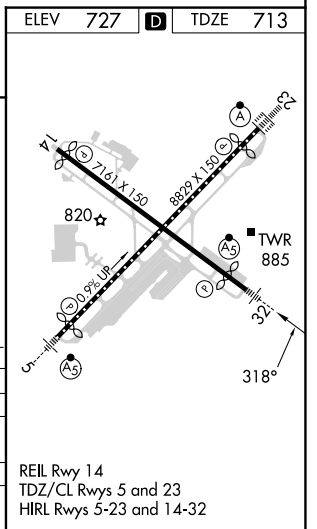 ELEV 727 D TDZE 713
A
23
14
P
7161 X 150
8829 X 150
P
820
A5
TWR
885
P
0.9% UP
P
32
5
A5
318°
REIL Rwy 14
TDZ/CL Rwys 5 and 23
HIRL Rwys 5-23 and 14-32